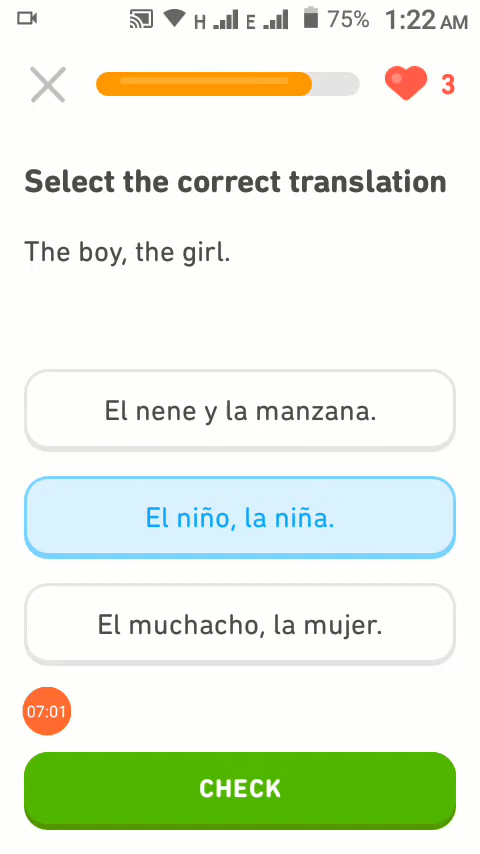 H E 75% 1:22 AM
3
Select the correct translation
The boy, the girl.
El nene y la manzana.
El niño, la niña.
El muchacho, la mujer.
07:01
CHECK